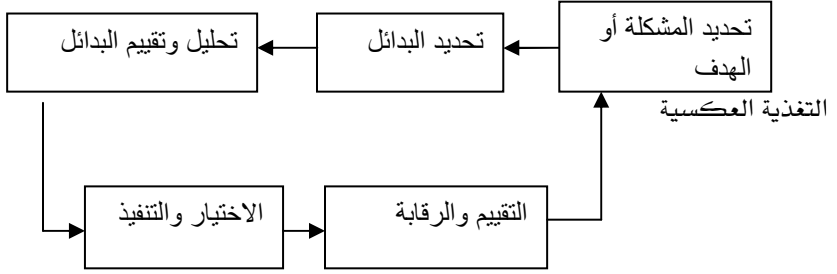 تحديد المشكلة أو
الهدف
تحديد البدائل
تحليل وتقييم البدائل
التغذية العكسية
التقييم والرقابة
الاختيار والتنفيذ